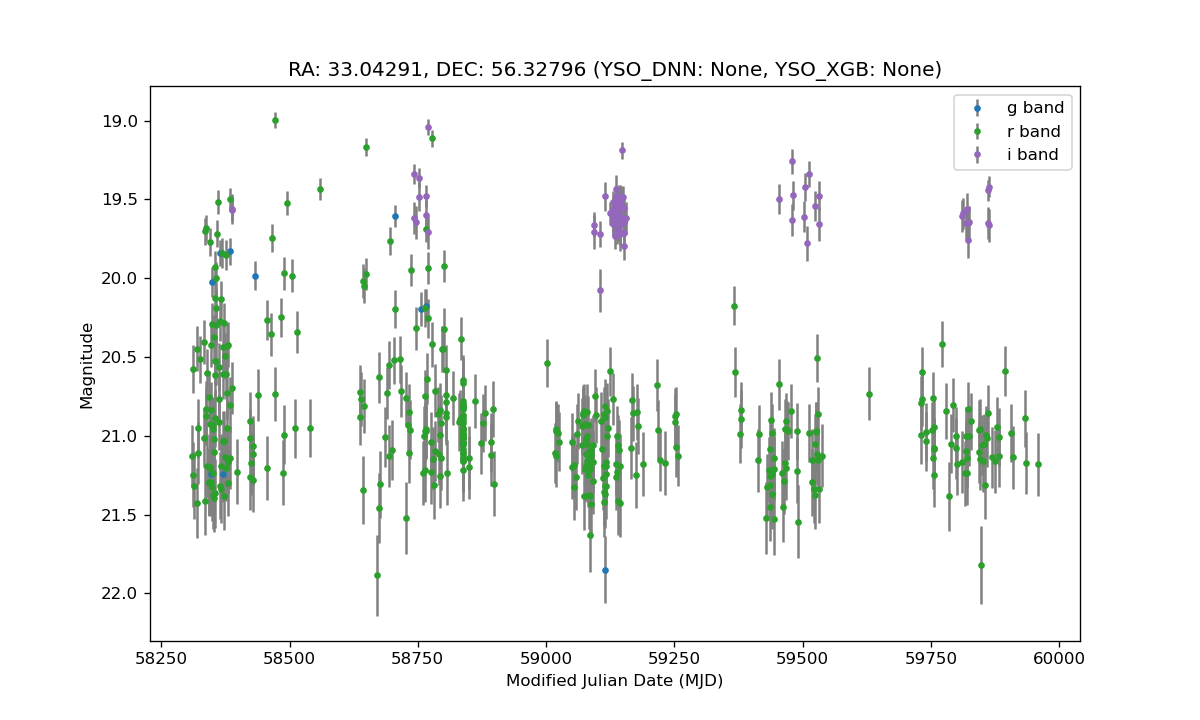 RA: 33.04291, DEC: 56.32796 (YSO_DNN: None, YSO_XGB: None)
g band
r band
i band
19.0
19.5
20.0
20.5
21.0
21.5
22.0
Magnitude
58250 58500 58750 59000 59250 59500 59750 60000
Modified Julian Date (MJD)